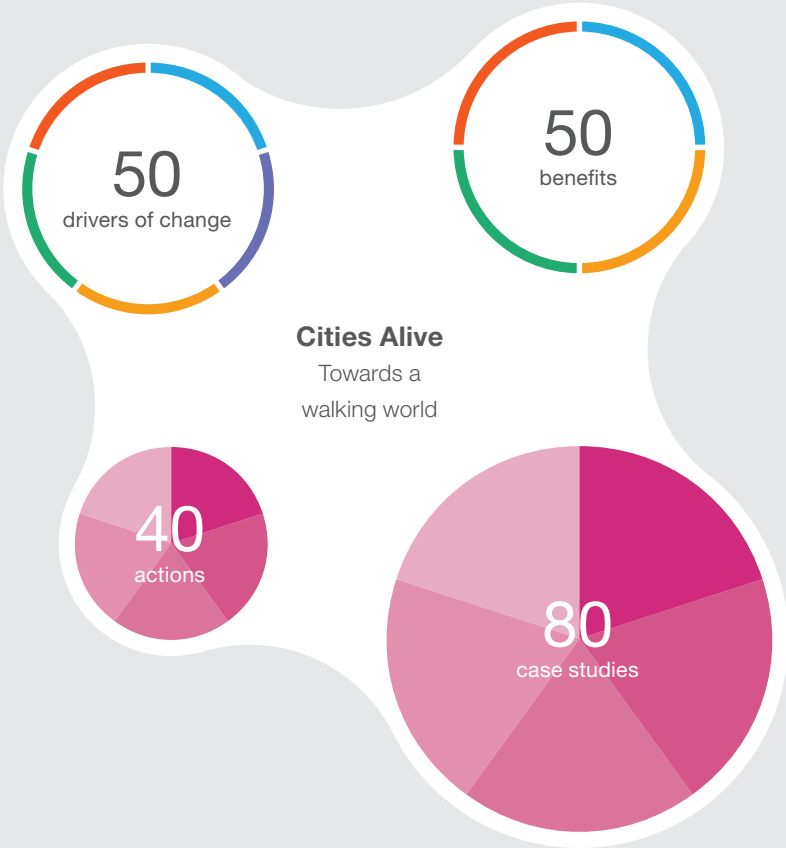 50
drivers of change
50
benefits
Cities Alive
Towards a
walking world
40
actions
80
case studies